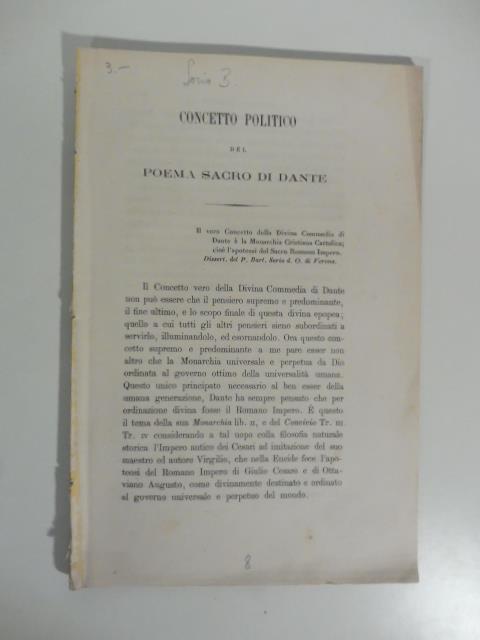 3.—
Sorio B.
CONCETTO POLITICO
DEL
POEMA SACRO DI DANTE
Il vero Concetto della Divina Commedia di
Dante è la Monarchia Cristiana Cattolica;
cioè l'apoteosi del Sacro Romano Impero.
Dissert. del P. Bart. Sorio d. O. di Verona.
Il Concetto vero della Divina Commedia di Dante
non può essere che il pensiero supremo e predominante,
il fine ultimo, e lo scopo finale di questa divina epopea;
quello a cui tutti gli altri pensieri sieno subordinati a
servirlo, illuminandolo, ed esornandolo. Ora questo con-
cetto supremo e predominante a me pare esser non
altro che la Monarchia universale e perpetua da Dio
ordinata al governo ottimo della universalità umana.
Questo unico principato necessario al ben esser della
umana generazione, Dante ha sempre pensato che per
ordinazione divina fosse il Romano Impero. È questo
il tema della sua Monarchia lib. II, e del Convivio Tr. III
Tr. IV considerando a tal uopo colla filosofia naturale
storica l'Impero antico dei Cesari ad imitazione del suo
maestro ed autore Virgilio, che nella Eneide fece l'apo-
teosi del Romano Impero di Giulio Cesare e di Otta-
viano Augusto, come divinamente destinato e ordinato
al governo universale e perpetuo del mondo.
8